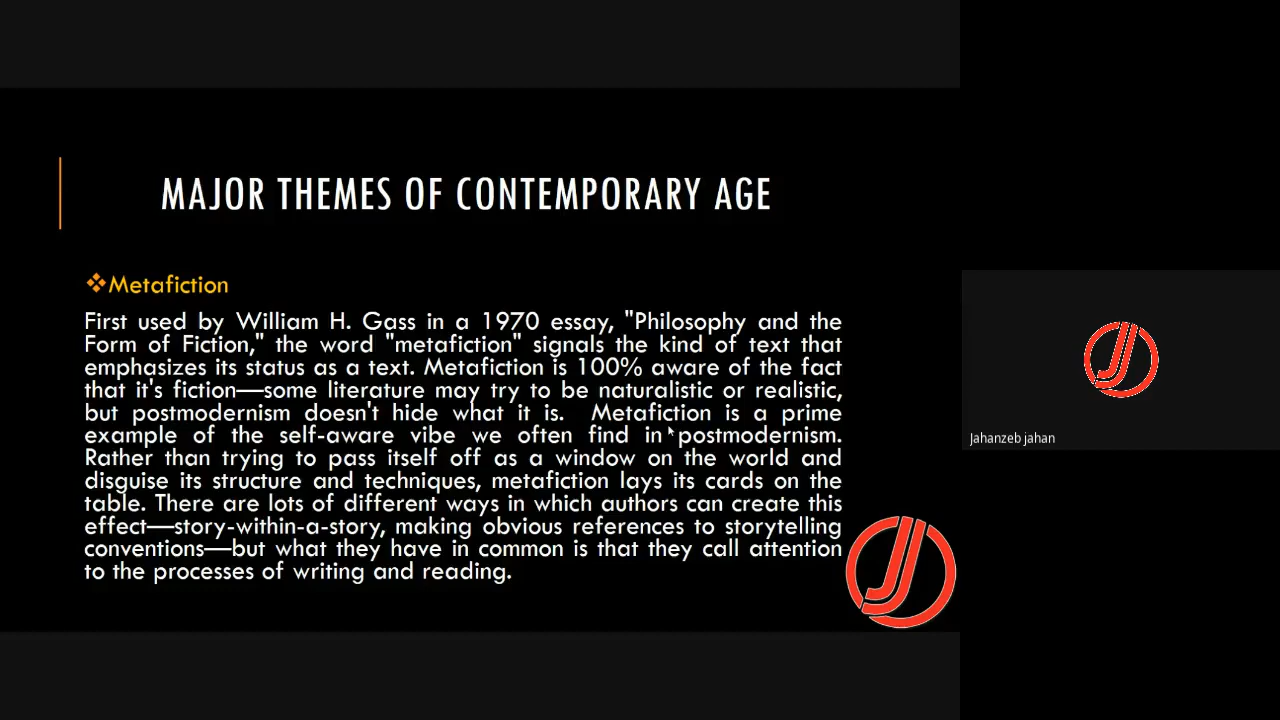 MAJOR THEMES OF CONTEMPORARY AGE
Metafiction
First used by William H. Gass in a 1970 essay, "Philosophy and the
Form of Fiction," the word "metafiction" signals the kind of text that
emphasizes its status as a text. Metafiction is 100% aware of the fact
that it's fiction—some literature may try to be naturalistic or realistic,
but postmodernism doesn't hide what it is. Metafiction is a prime
example of the self-aware vibe we often find in postmodernism.
Rather than trying to pass itself off as a window on the world and
disguise its structure and techniques, metafiction lays its cards on the
table. There are lots of different ways in which authors can create this
effect—story-within-a-story, making obvious references to storytelling
conventions—but what they have in common is that they call attention
to the processes of writing and reading.
Jahanzeb jahan